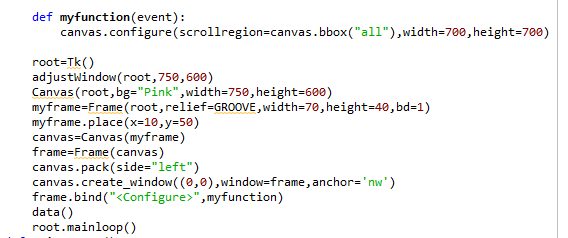 def myfunction(event):
    canvas.configure(scrollregion=canvas.bbox("all"),width=700,height=700)

root=Tk()
adjustWindow(root,750,600)
Canvas(root,bg="Pink",width=750,height=600)
myframe=Frame(root,relief=GROOVE,width=70,height=40,bd=1)
myframe.place(x=10,y=50)
canvas=Canvas(myframe)
frame=Frame(canvas)
canvas.pack(side="left")
canvas.create_window((0,0),window=frame,anchor='nw')
frame.bind("<Configure>",myfunction)
data()
root.mainloop()